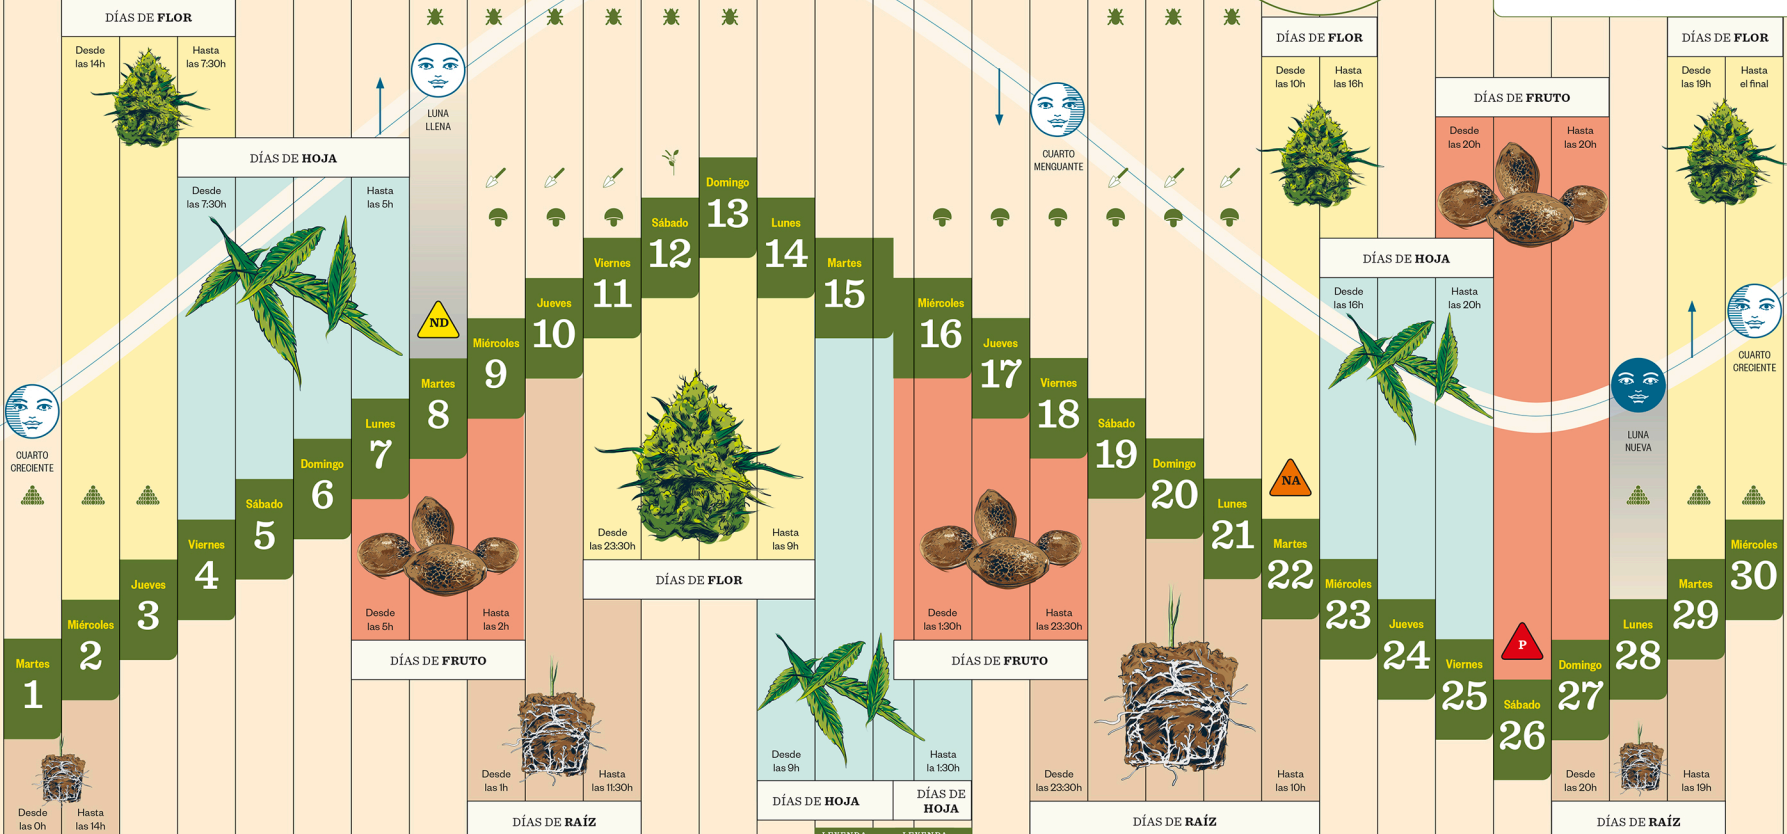 DÍAS DE FLOR
Desde
las 14h
Hasta
las 7:30h
DÍAS DE HOJA
Desde
las 7:30h
Hasta
las 5h
LUNA
LLENA
ND
CUARTO
CRECIENTE
Martes
1
Miércoles
2
Jueves
3
Viernes
4
Sábado
5
Domingo
6
Lunes
7
Martes
8
Miércoles
9
Jueves
10
Viernes
11
Sábado
12
Domingo
13
Lunes
14
Martes
15
Miércoles
16
Jueves
17
Viernes
18
Sábado
19
Domingo
20
Lunes
21
Martes
22
Miércoles
23
Jueves
24
Viernes
25
Sábado
26
Domingo
27
Lunes
28
Martes
29
Miércoles
30
Desde
las 0h
Hasta
las 14h
Desde
las 5h
Hasta
las 2h
DÍAS DE FRUTO
Desde
las 1h
Hasta
las 11:30h
DÍAS DE RAÍZ
Desde
las 23:30h
Hasta
las 9h
DÍAS DE FLOR
Desde
las 9h
Hasta
la 1:30h
DÍAS DE HOJA
DÍAS DE
HOJA
LEYENDA
LEYENDA
Desde
las 1:30h
Hasta
las 23:30h
DÍAS DE FRUTO
CUARTO
MENGUANTE
Desde
las 23:30h
Hasta
las 10h
DÍAS DE RAÍZ
DÍAS DE FLOR
Desde
las 10h
Hasta
las 16h
NA
DÍAS DE HOJA
Desde
las 16h
Hasta
las 20h
DÍAS DE FRUTO
Desde
las 20h
Hasta
las 20h
P
LUNA
NUEVA
Desde
las 20h
Hasta
las 19h
DÍAS DE RAÍZ
DÍAS DE FLOR
Desde
las 19h
Hasta
el final
CUARTO
CRECIENTE